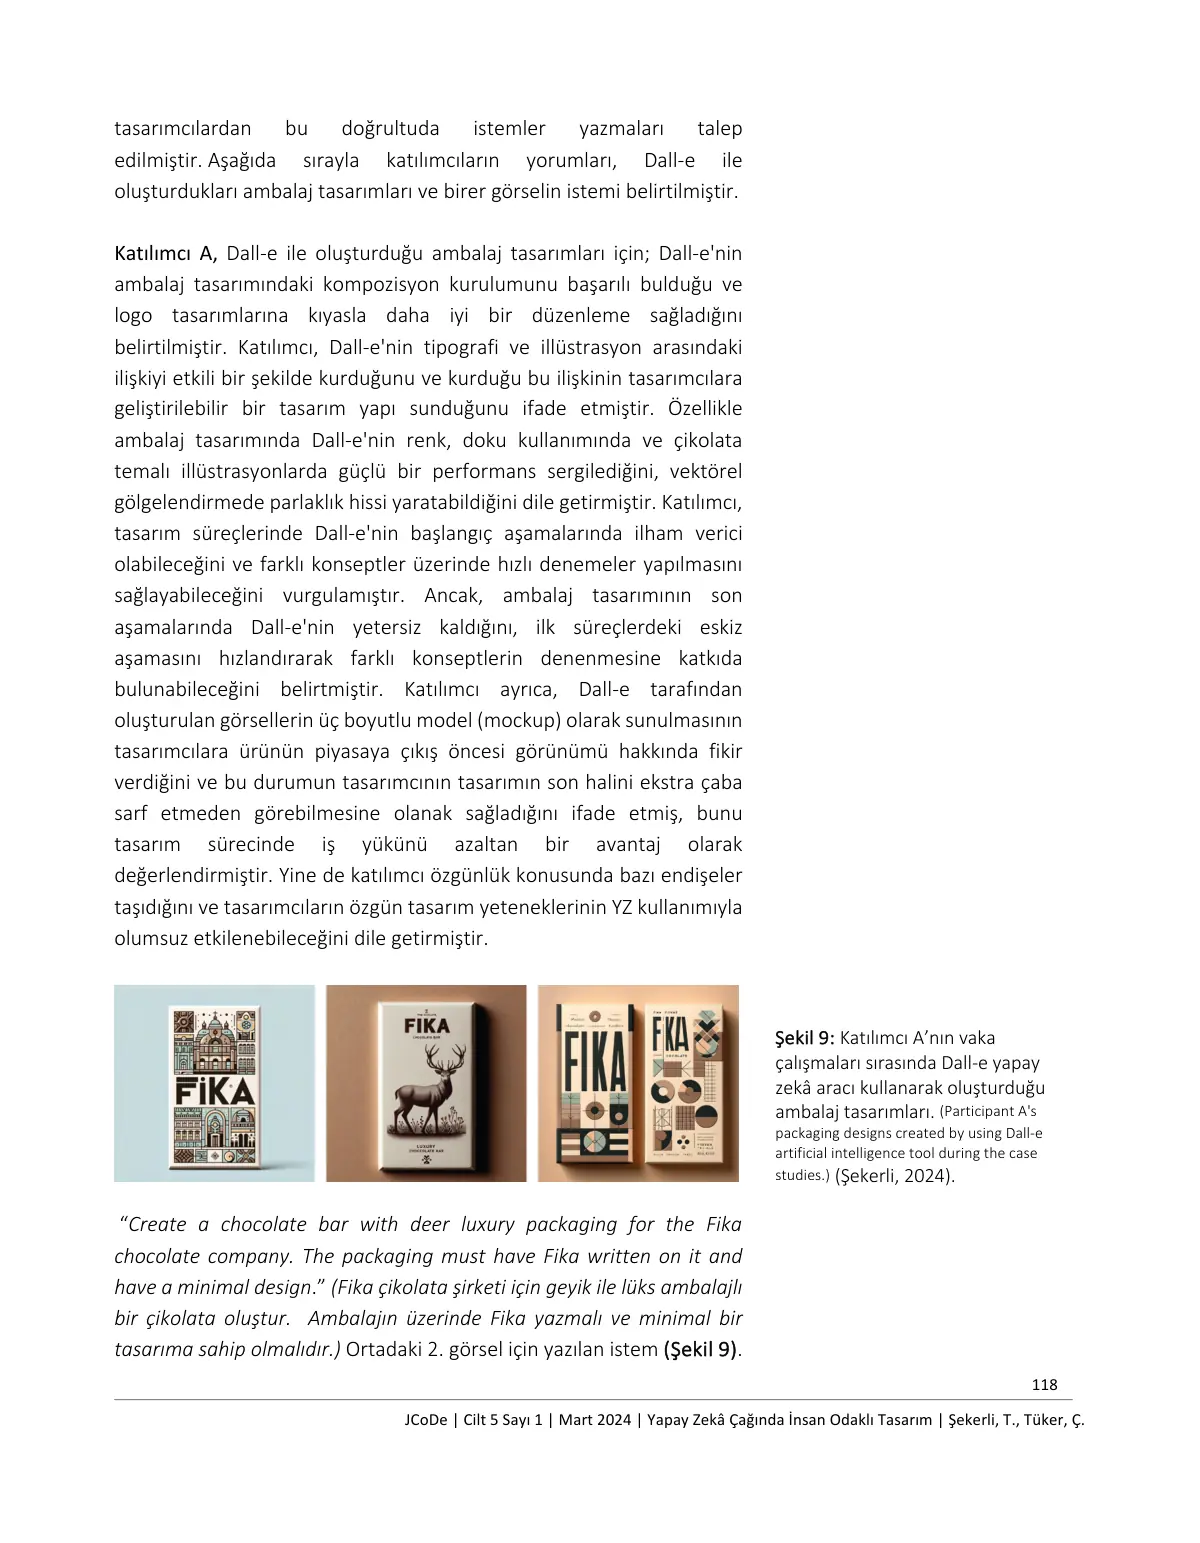 tasarımcılardan bu doğrultuda istemler yazmaları talep
edilmiştir. Aşağıda sırayla katılımcıların yorumları, Dall-e ile
oluşturdukları ambalaj tasarımları ve birer görselin istemi belirtilmiştir.
Katılımcı A, Dall-e ile oluşturduğu ambalaj tasarımları için; Dall-e'nin
ambalaj tasarımındaki kompozisyon kurulumunu başarılı bulduğu ve
logo tasarımlarına kıyasla daha iyi bir düzenleme sağladığını
belirtilmiştir. Katılımcı, Dall-e'nin tipografi ve illüstrasyon arasındaki
ilişkiyi etkili bir şekilde kurduğunu ve kurduğu bu ilişkinin tasarımcılara
geliştirilebilir bir tasarım yapı sunduğunu ifade etmiştir. Özellikle
ambalaj tasarımında Dall-e'nin renk, doku kullanımında ve çikolata
temalı illüstrasyonlarda güçlü bir performans sergilediğini, vektörel
gölgelendirmede parlaklık hissi yaratabildiğini dile getirmiştir. Katılımcı,
tasarım süreçlerinde Dall-e'nin başlangıç aşamalarında ilham verici
olabileceğini ve farklı konseptler üzerinde hızlı denemeler yapılmasını
sağlayabileceğini vurgulamıştır. Ancak, ambalaj tasarımının son
aşamalarında Dall-e'nin yetersiz kaldığını, ilk süreçlerdeki eskiz
aşamasını hızlandırarak farklı konseptlerin denenmesine katkıda
bulunabileceğini belirtmiştir. Katılımcı ayrıca, Dall-e tarafından
oluşturulan görsellerin üç boyutlu model (mockup) olarak sunulmasının
tasarımcılara ürünün piyasaya çıkış öncesi görünümü hakkında fikir
verdiğini ve bu durumun tasarımcının tasarımın son halini ekstra çaba
sarf etmeden görebilmesine olanak sağladığını ifade etmiş, bunu
tasarım sürecinde iş yükünü azaltan bir avantaj olarak
değerlendirmiştir. Yine de katılımcı özgünlük konusunda bazı endişeler
taşıdığını ve tasarımcıların özgün tasarım yeteneklerinin YZ kullanımıyla
olumsuz etkilenebileceğini dile getirmiştir.
FiKA
FIKA
CHOCOLATE BAR
LUXURY
CHOCOLATE BAR
FIKA
FKA
CHOCOLATE
Şekil 9: Katılımcı A’nın vaka
çalışmaları sırasında Dall-e yapay
zekâ aracı kullanarak oluşturduğu
ambalaj tasarımları. (Participant A's
packaging designs created by using Dall-e
artificial intelligence tool during the case
studies.) (Şekerli, 2024).
“Create a chocolate bar with deer luxury packaging for the Fika
chocolate company. The packaging must have Fika written on it and
have a minimal design.” (Fika çikolata şirketi için geyik ile lüks ambalajlı
bir çikolata oluştur. Ambalajın üzerinde Fika yazmalı ve minimal bir
tasarıma sahip olmalıdır.) Ortadaki 2. görsel için yazılan istem (Şekil 9).
118
JCoDe | Cilt 5 Sayı 1 | Mart 2024 | Yapay Zekâ Çağında İnsan Odaklı Tasarım | Şekerli, T., Tüker, Ç.